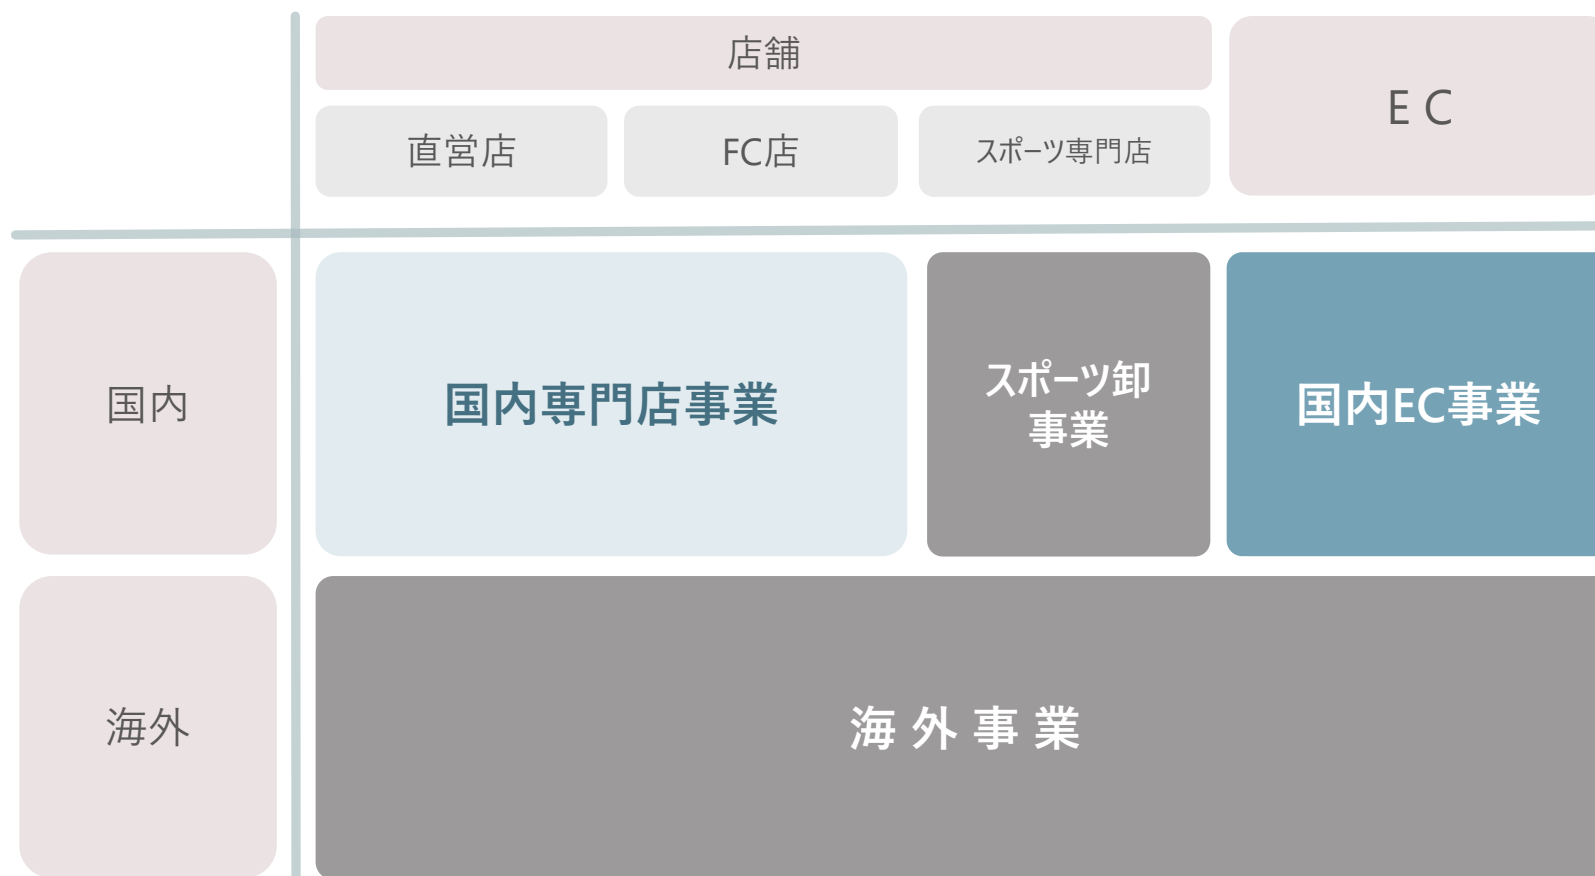 店舗
E C
直営店
FC店
スポーツ専門店
国内
国内専門店事業
スポーツ卸
事業
国内EC事業
海外
海 外 事 業